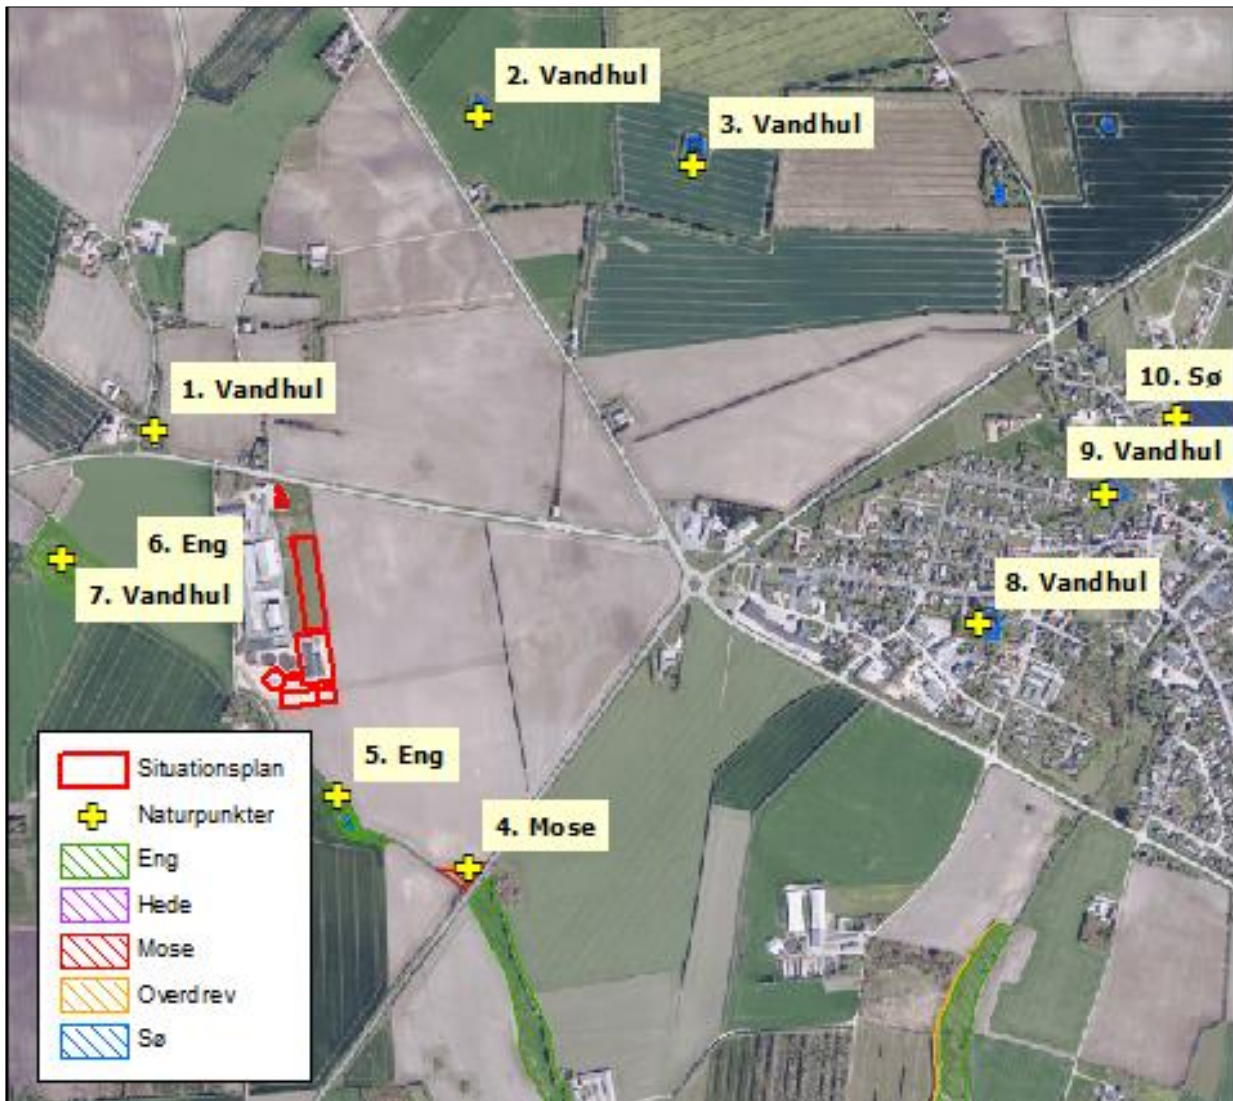 2. Vandhul
3. Vandhul
1. Vandhul
10. Sø
9. Vandhul
6. Eng
7. Vandhul
8. Vandhul
5. Eng
4. Mose
Situationsplan
Naturpunkter
Eng
Hede
Mose
Overdrev
Sø